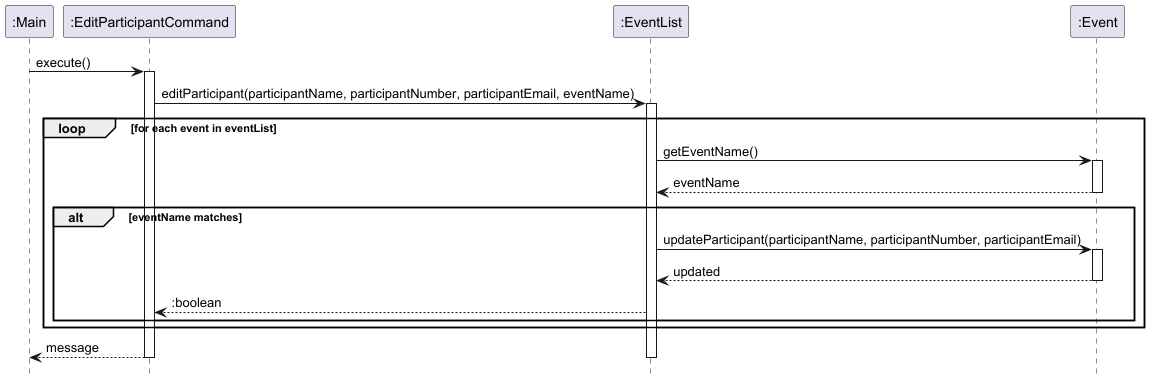 :Main
:EditParticipantCommand
:EventList
:Event
execute()
editParticipant(participantName, participantNumber, participantEmail, eventName)
loop
[for each event in eventList]
getEventName()
eventName
alt
[eventName matches]
updateParticipant(participantName, participantNumber, participantEmail)
updated
:boolean
message